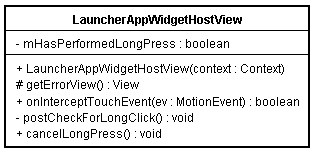 LauncherAppWidgetHostView
- mHasPerformedLongPress : boolean
+ LauncherAppWidgetHostView(context : Context)
# getErrorView() : View
+ onInterceptTouchEvent(ev : MotionEvent) : boolean
- postCheckForLongClick() : void
+ cancelLongPress() : void